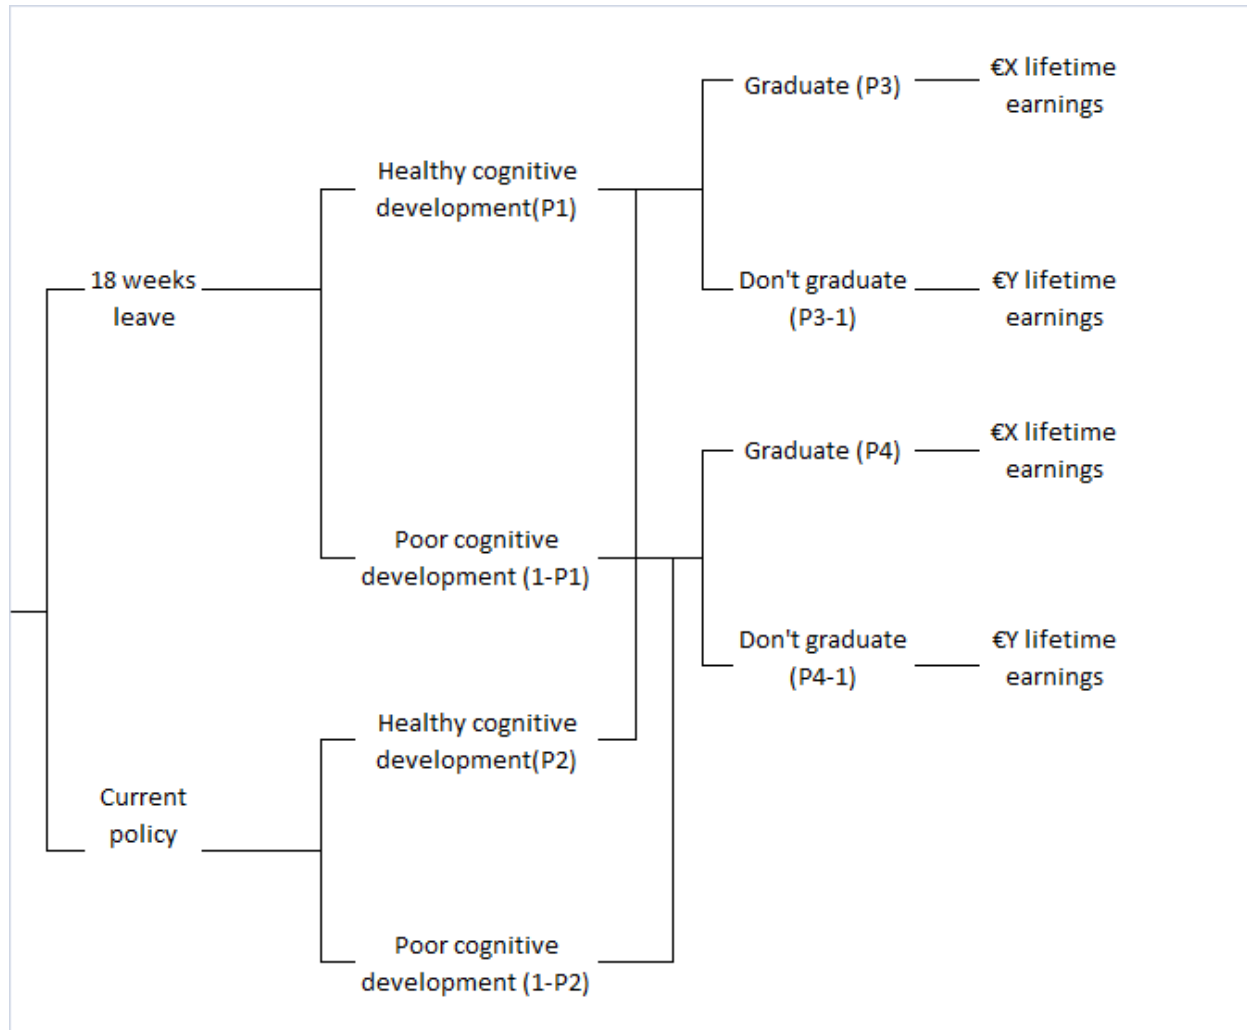 Graduate (P3)
€X lifetime
earnings
Healthy cognitive
development(P1)
18 weeks
leave
Don't graduate
(P3-1)
€Y lifetime
earnings
Graduate (P4)
€X lifetime
earnings
Poor cognitive
development (1-P1)
Don't graduate
(P4-1)
€Y lifetime
earnings
Healthy cognitive
development(P2)
Current
policy
Poor cognitive
development (1-P2)